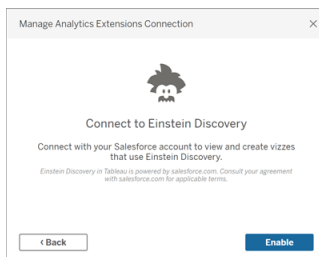 Manage Analytics Extensions Connection
Connect to Einstein Discovery
Connect with your Salesforce account to view and create vizzes
that use Einstein Discovery.
Einstein Discovery in Tableau is powered by salesforce.com. Consult your agreement
with salesforce.com for applicable terms.
‹ Back
Enable